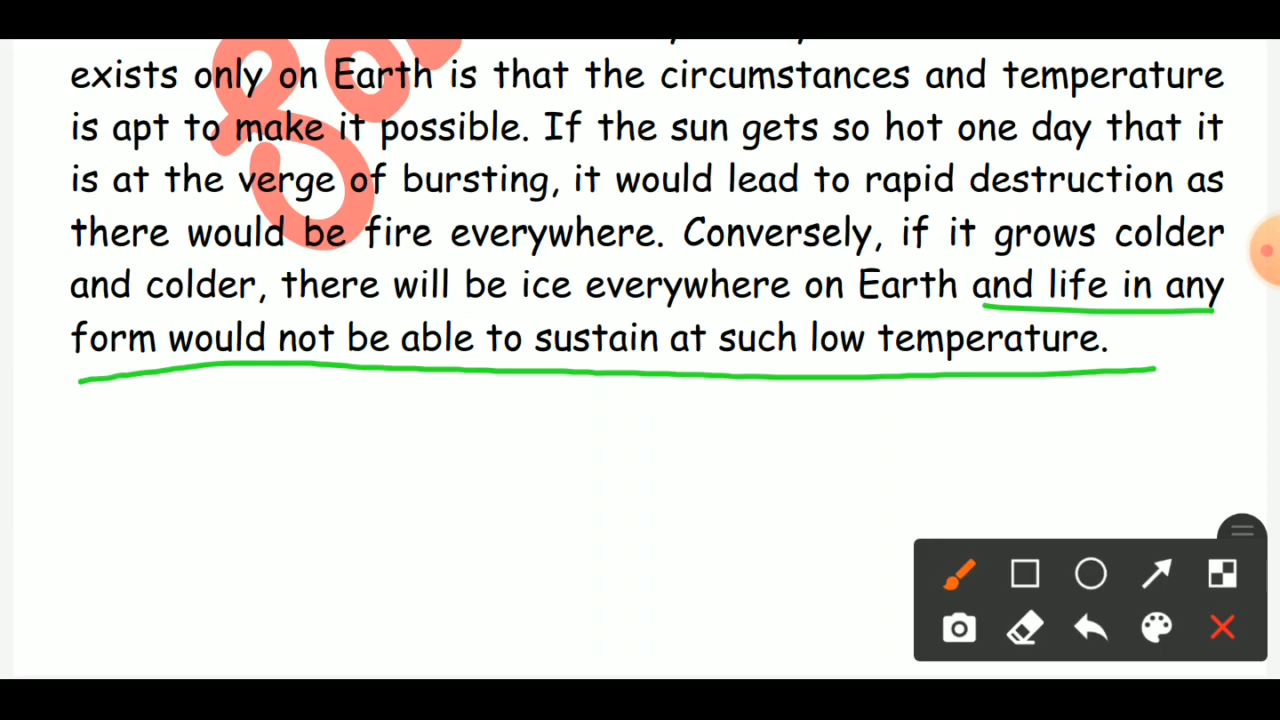 exists only on Earth is that the circumstances and temperature
is apt to make it possible. If the sun gets so hot one day that it
is at the verge of bursting, it would lead to rapid destruction as
there would be fire everywhere. Conversely, if it grows colder
and colder, there will be ice everywhere on Earth and life in any
form would not be able to sustain at such low temperature.